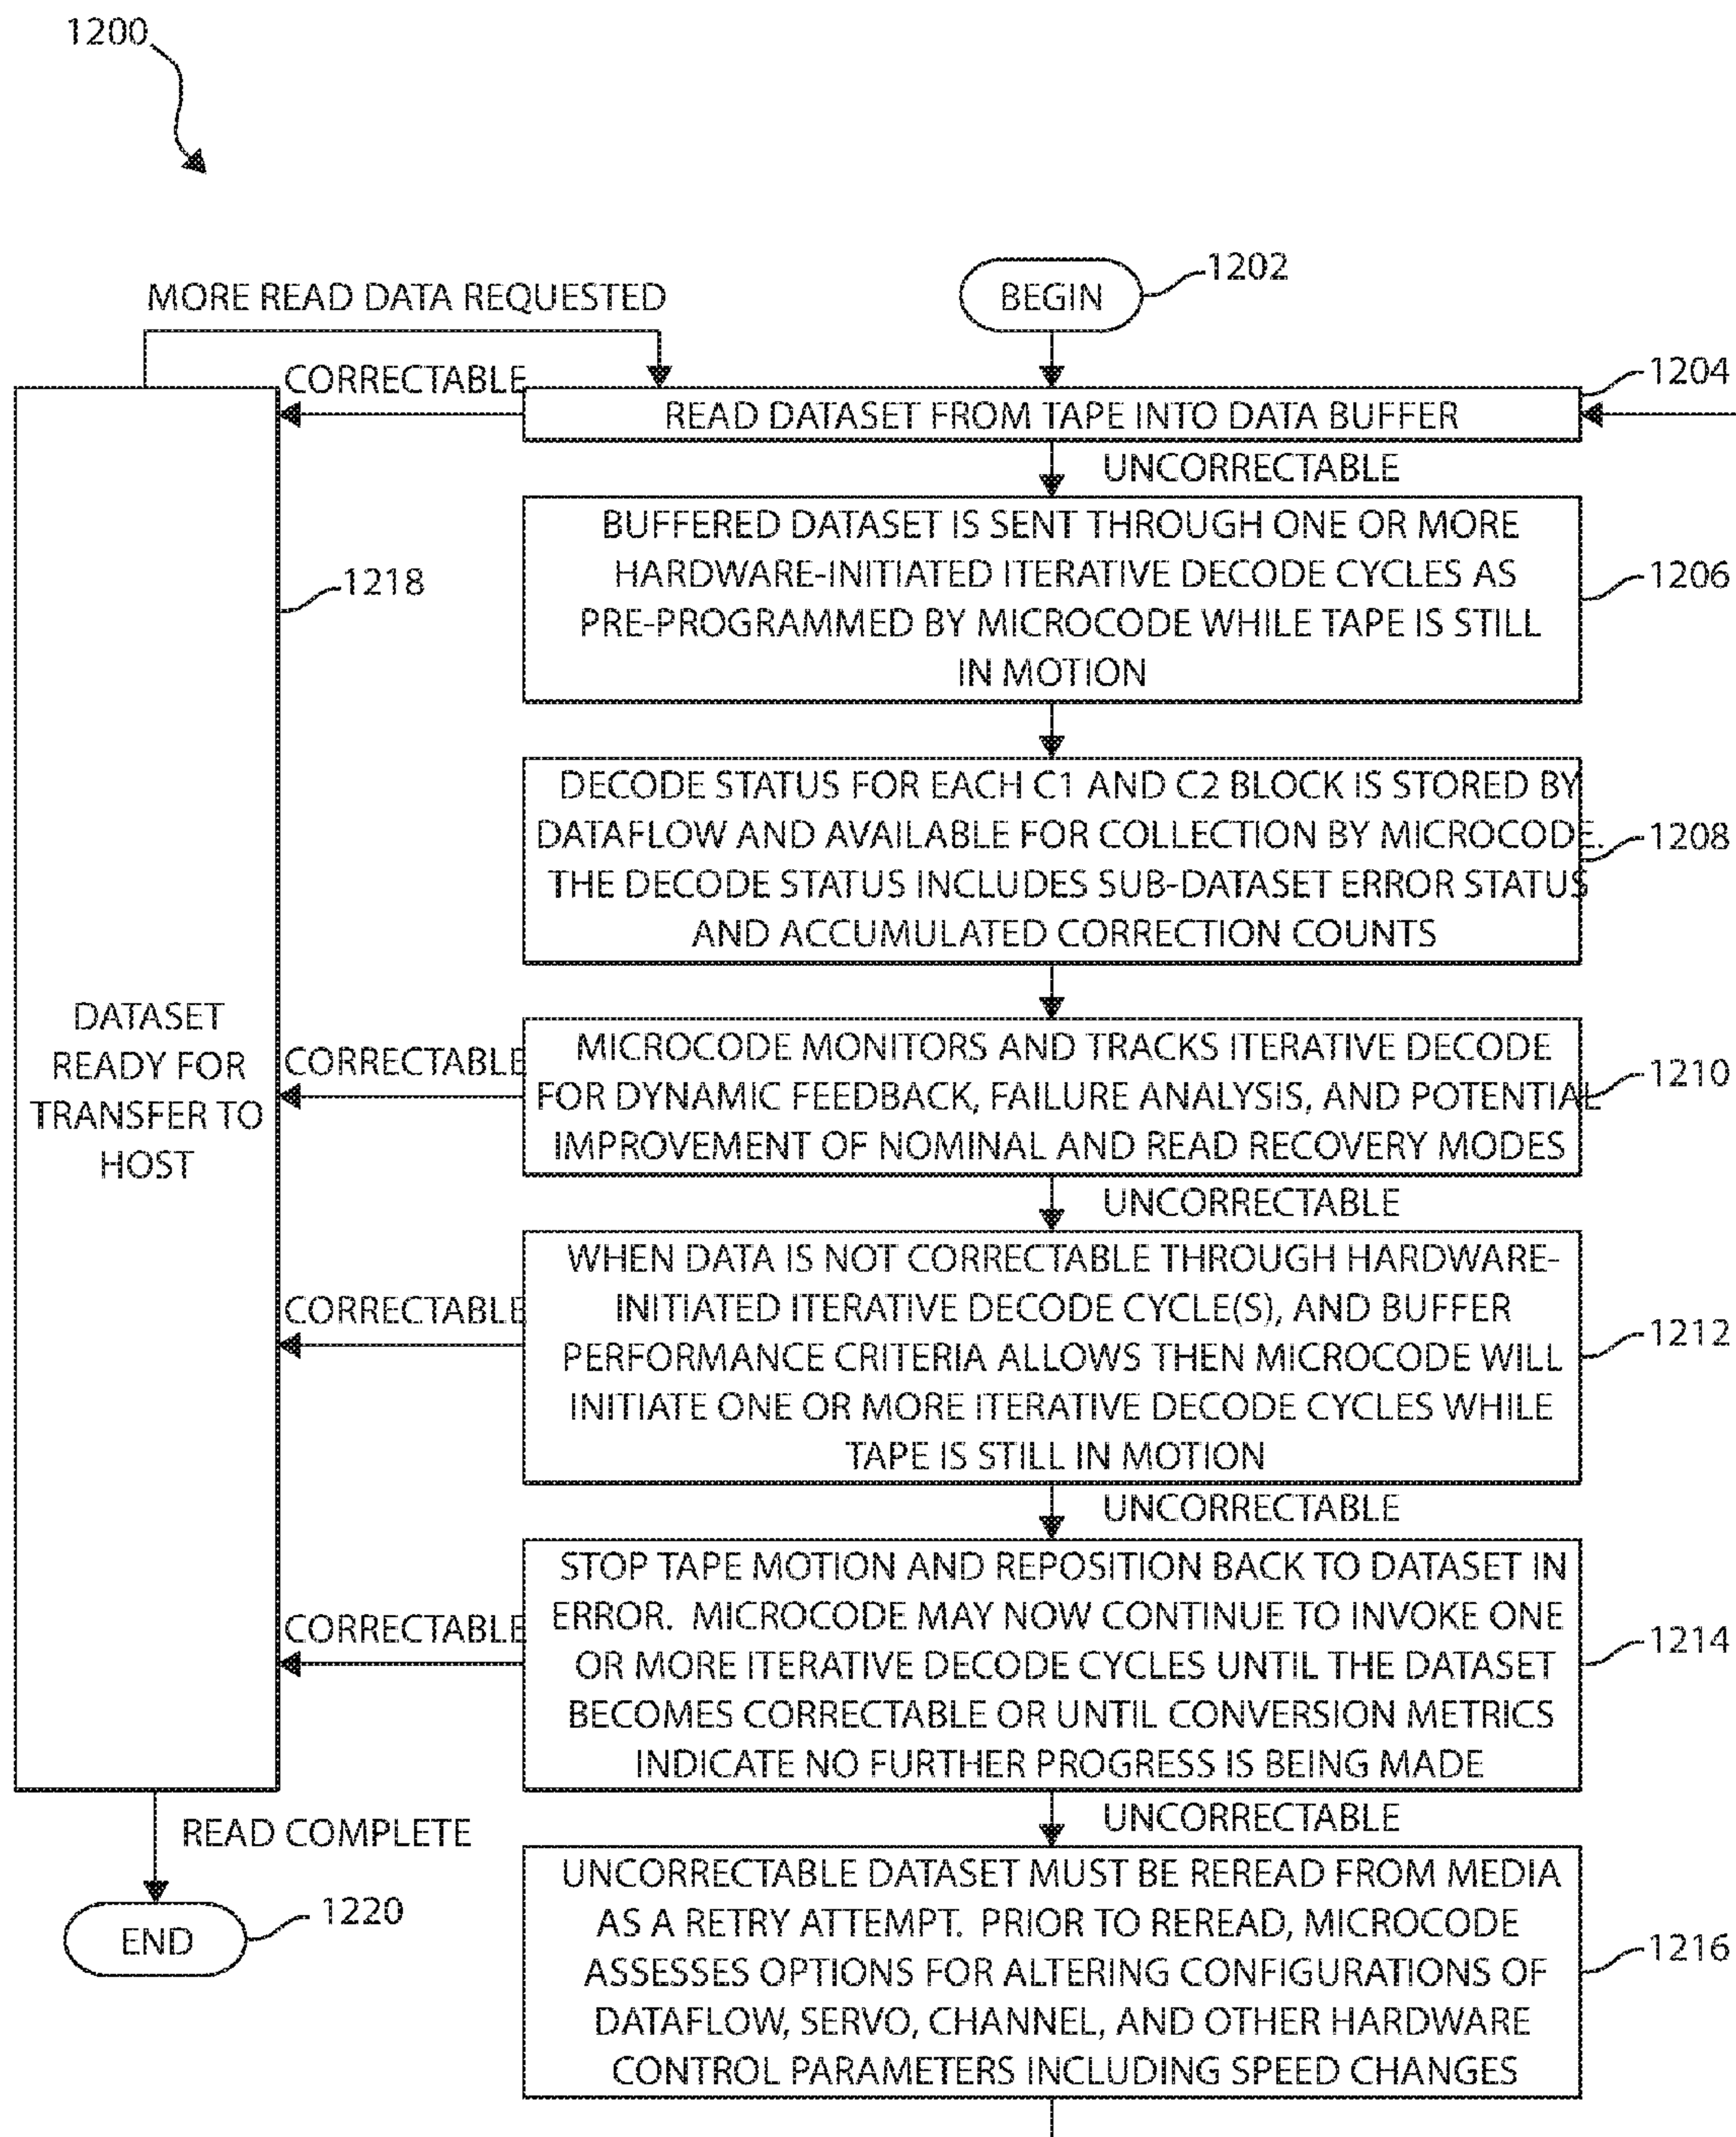 1200
BEGIN
1202
MORE READ DATA REQUESTED
CORRECTABLE
READ DATASET FROM TAPE INTO DATA BUFFER
1204
UNCORRECTABLE
BUFFERED DATASET IS SENT THROUGH ONE OR MORE
HARDWARE-INITIATED ITERATIVE DECODE CYCLES AS
PRE-PROGRAMMED BY MICROCODE WHILE TAPE IS STILL
IN MOTION
1206
1218
DECODE STATUS FOR EACH C1 AND C2 BLOCK IS STORED BY
DATAFLOW AND AVAILABLE FOR COLLECTION BY MICROCODE.
THE DECODE STATUS INCLUDES SUB-DATASET ERROR STATUS
AND ACCUMULATED CORRECTION COUNTS
1208
DATASET
READY FOR
TRANSFER TO
HOST
CORRECTABLE
MICROCODE MONITORS AND TRACKS ITERATIVE DECODE
FOR DYNAMIC FEEDBACK, FAILURE ANALYSIS, AND POTENTIAL
IMPROVEMENT OF NOMINAL AND READ RECOVERY MODES
1210
UNCORRECTABLE
CORRECTABLE
WHEN DATA IS NOT CORRECTABLE THROUGH HARDWARE-
INITIATED ITERATIVE DECODE CYCLE(S), AND BUFFER
PERFORMANCE CRITERIA ALLOWS THEN MICROCODE WILL
INITIATE ONE OR MORE ITERATIVE DECODE CYCLES WHILE
TAPE IS STILL IN MOTION
1212
UNCORRECTABLE
CORRECTABLE
STOP TAPE MOTION AND REPOSITION BACK TO DATASET IN
ERROR. MICROCODE MAY NOW CONTINUE TO INVOKE ONE
OR MORE ITERATIVE DECODE CYCLES UNTIL THE DATASET
BECOMES CORRECTABLE OR UNTIL CONVERSION METRICS
INDICATE NO FURTHER PROGRESS IS BEING MADE
1214
UNCORRECTABLE
READ COMPLETE
END
1220
UNCORRECTABLE DATASET MUST BE REREAD FROM MEDIA
AS A RETRY ATTEMPT. PRIOR TO REREAD, MICROCODE
ASSESSES OPTIONS FOR ALTERING CONFIGURATIONS OF
DATAFLOW, SERVO, CHANNEL, AND OTHER HARDWARE
CONTROL PARAMETERS INCLUDING SPEED CHANGES
1216